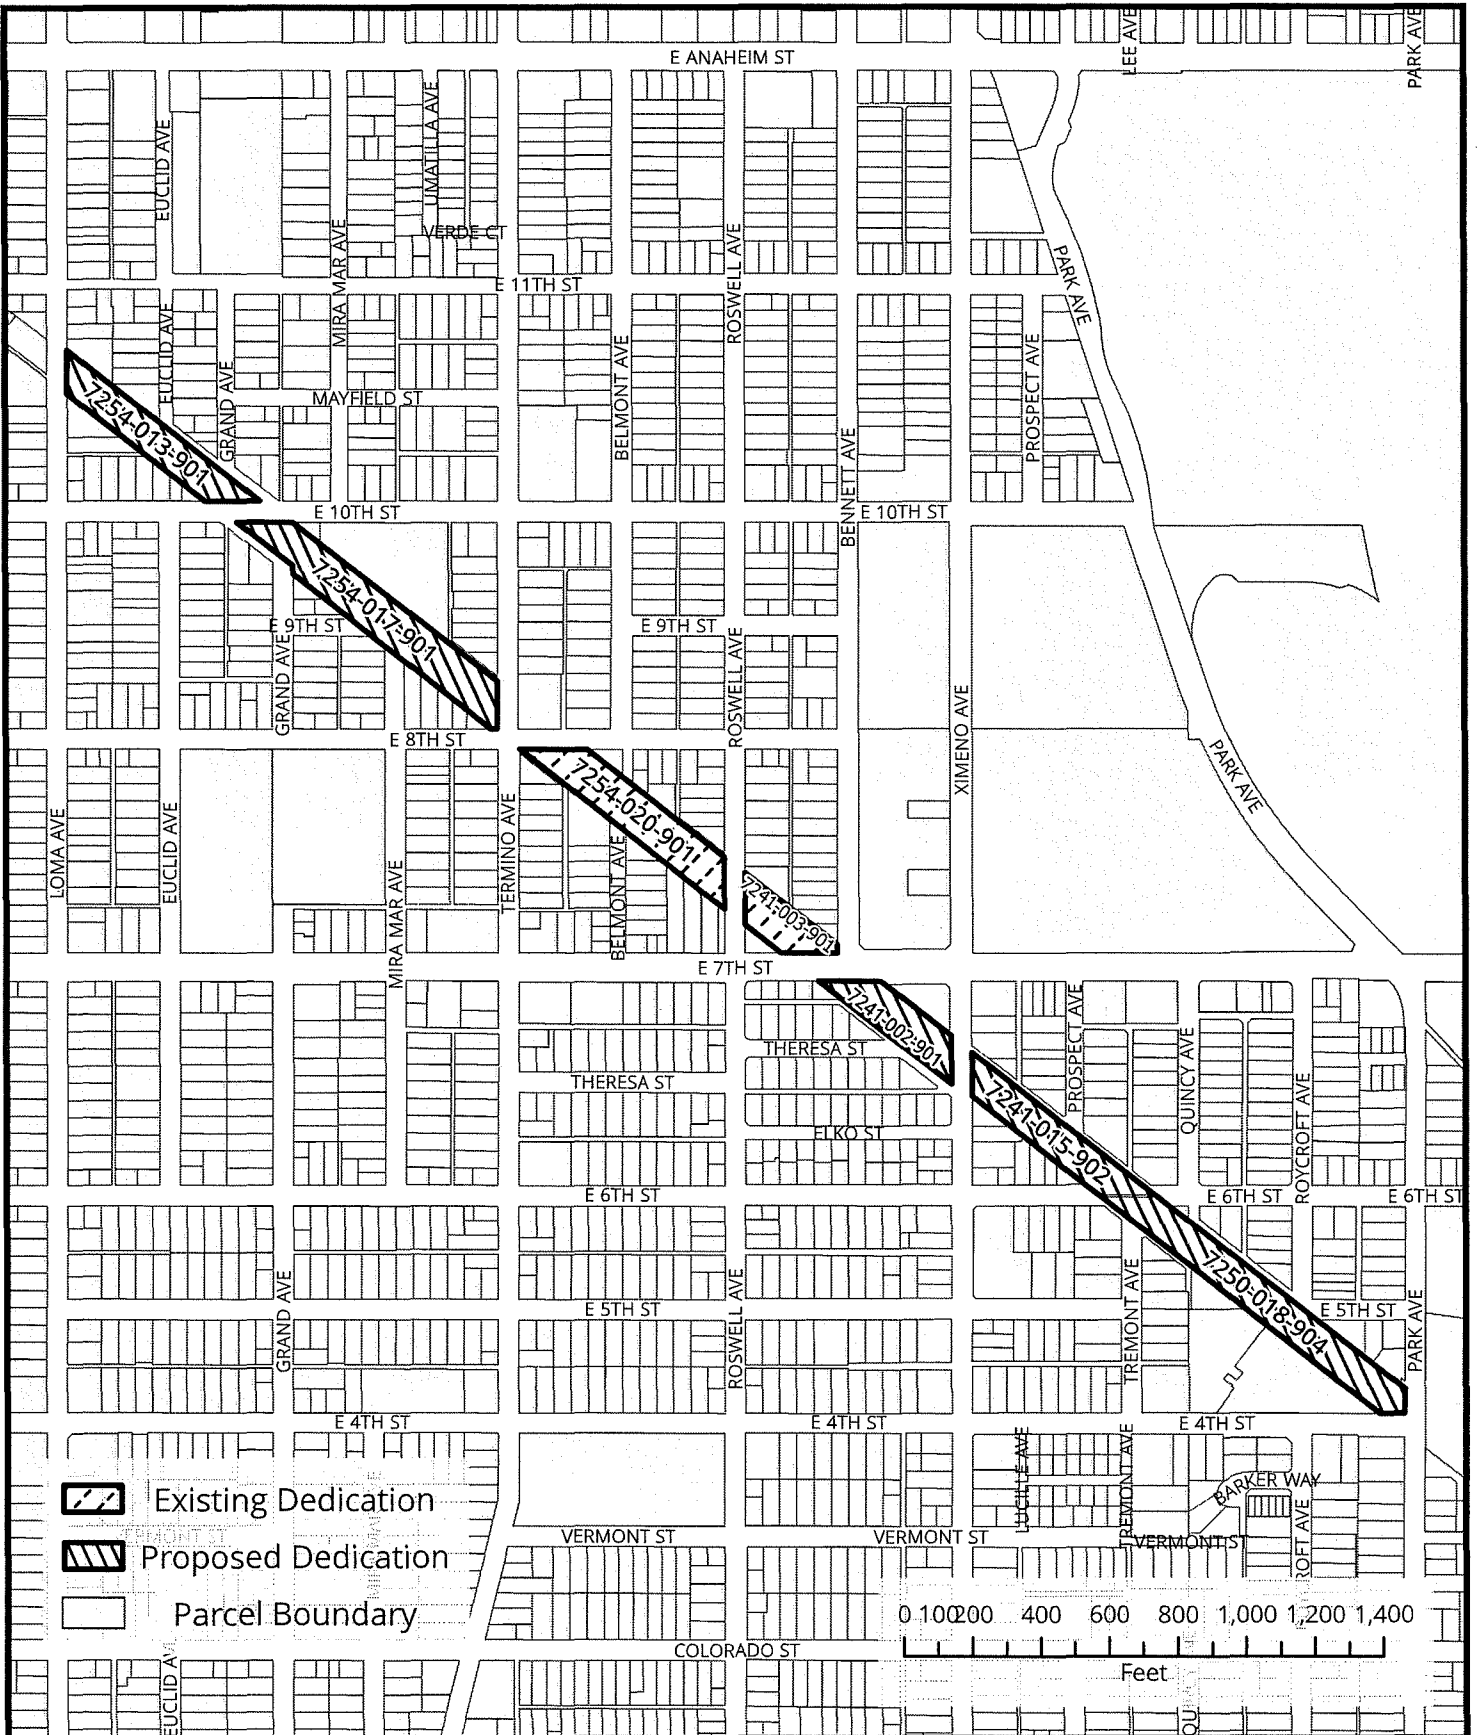 E ANAHEIM ST
LEE AVE
PARK AVE
EUCLID AVE
UMATILLA AVE
VERDE CT
MIRA MAR AVE
ROSWELL AVE
E 11TH ST
PARK AVE
EUCLID AVE
GRAND AVE
BELMONT AVE
PROSPECT AVE
MAYFIELD ST
7254-013-901
BENNETT AVE
E 10TH ST
E 10TH ST
7254-017-901
E 9TH ST
E 9TH ST
GRAND AVE
ROSWELL AVE
XIMENO AVE
E 8TH ST
PARK AVE
7254-020-901
LOMA AVE
EUCLID AVE
MIRA MAR AVE
TERMINO AVE
BELMONT AVE
7241-003-901
E 7TH ST
7241-002-901
THERESA ST
THERESA ST
PROSPECT AVE
QUINCY AVE
ROYCROFT AVE
7241-015-902
ELKO ST
E 6TH ST
E 6TH ST
E 6TH ST
7250-018-904
GRAND AVE
ROSWELL AVE
TREMONT AVE
E 5TH ST
E 5TH ST
PARK AVE
E 4TH ST
E 4TH ST
E 4TH ST
LUCILLE AVE
TREMONT AVE
BARKER WAY
Existing Dedication
VERMONT ST
VERMONT ST
VERMONT ST
ROFT AVE
Proposed Dedication
Parcel Boundary
0 100 200 400 600 800 1,000 1,200 1,400
Feet
COLORADO ST
EUCLID AV